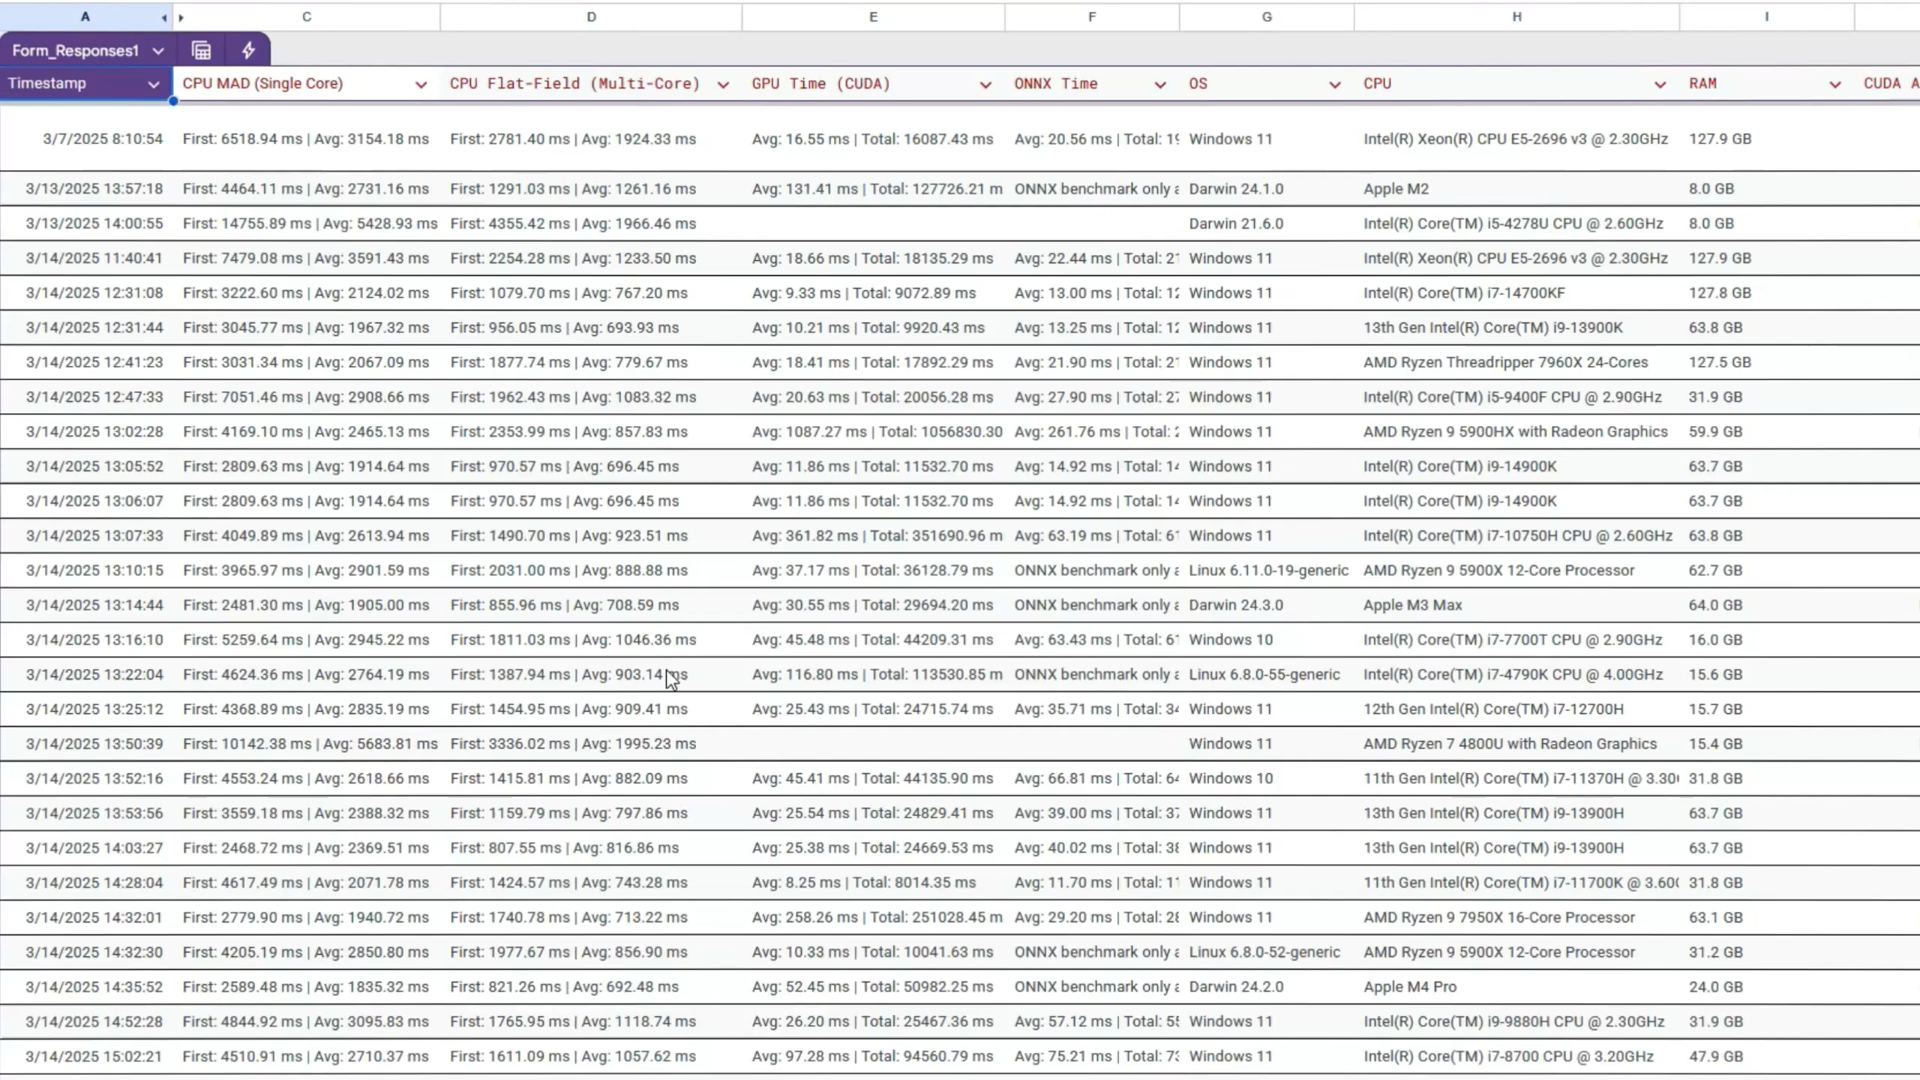 A C D E F G H I
Form_Responses1
Timestamp CPU MAD (Single Core) CPU Flat-Field (Multi-Core) GPU Time (CUDA) ONNX Time OS CPU RAM CUDA A
3/7/2025 8:10:54 First: 6518.94 ms | Avg: 3154.18 ms First: 2781.40 ms | Avg: 1924.33 ms Avg: 16.55 ms | Total: 16087.43 ms Avg: 20.56 ms | Total: 19 Windows 11 Intel(R) Xeon(R) CPU E5-2696 v3 @ 2.30GHz 127.9 GB
3/13/2025 13:57:18 First: 4464.11 ms | Avg: 2731.16 ms First: 1291.03 ms | Avg: 1261.16 ms Avg: 131.41 ms | Total: 127726.21 m ONNX benchmark only a Darwin 24.1.0 Apple M2 8.0 GB
3/13/2025 14:00:55 First: 14755.89 ms | Avg: 5428.93 ms First: 4355.42 ms | Avg: 1966.46 ms Darwin 21.6.0 Intel(R) Core(TM) i5-4278U CPU @ 2.60GHz 8.0 GB
3/14/2025 11:40:41 First: 7479.08 ms | Avg: 3591.43 ms First: 2254.28 ms | Avg: 1233.50 ms Avg: 18.66 ms | Total: 18135.29 ms Avg: 22.44 ms | Total: 21 Windows 11 Intel(R) Xeon(R) CPU E5-2696 v3 @ 2.30GHz 127.9 GB
3/14/2025 12:31:08 First: 3222.60 ms | Avg: 2124.02 ms First: 1079.70 ms | Avg: 767.20 ms Avg: 9.33 ms | Total: 9072.89 ms Avg: 13.00 ms | Total: 12 Windows 11 Intel(R) Core(TM) i7-14700KF 127.8 GB
3/14/2025 12:31:44 First: 3045.77 ms | Avg: 1967.32 ms First: 956.05 ms | Avg: 693.93 ms Avg: 10.21 ms | Total: 9920.43 ms Avg: 13.25 ms | Total: 12 Windows 11 13th Gen Intel(R) Core(TM) i9-13900K 63.8 GB
3/14/2025 12:41:23 First: 3031.34 ms | Avg: 2067.09 ms First: 1877.74 ms | Avg: 779.67 ms Avg: 18.41 ms | Total: 17892.29 ms Avg: 21.90 ms | Total: 21 Windows 11 AMD Ryzen Threadripper 7960X 24-Cores 127.5 GB
3/14/2025 12:47:33 First: 7051.46 ms | Avg: 2908.66 ms First: 1962.43 ms | Avg: 1083.32 ms Avg: 20.63 ms | Total: 20056.28 ms Avg: 27.90 ms | Total: 27 Windows 11 Intel(R) Core(TM) i5-9400F CPU @ 2.90GHz 31.9 GB
3/14/2025 13:02:28 First: 4169.10 ms | Avg: 2465.13 ms First: 2353.99 ms | Avg: 857.83 ms Avg: 1087.27 ms | Total: 1056830.30 Avg: 261.76 ms | Total: 2 Windows 11 AMD Ryzen 9 5900HX with Radeon Graphics 59.9 GB
3/14/2025 13:05:52 First: 2809.63 ms | Avg: 1914.64 ms First: 970.57 ms | Avg: 696.45 ms Avg: 11.86 ms | Total: 11532.70 ms Avg: 14.92 ms | Total: 14 Windows 11 Intel(R) Core(TM) i9-14900K 63.7 GB
3/14/2025 13:06:07 First: 2809.63 ms | Avg: 1914.64 ms First: 970.57 ms | Avg: 696.45 ms Avg: 11.86 ms | Total: 11532.70 ms Avg: 14.92 ms | Total: 14 Windows 11 Intel(R) Core(TM) i9-14900K 63.7 GB
3/14/2025 13:07:33 First: 4049.89 ms | Avg: 2613.94 ms First: 1490.70 ms | Avg: 923.51 ms Avg: 361.82 ms | Total: 351690.96 m Avg: 63.19 ms | Total: 61 Windows 11 Intel(R) Core(TM) i7-10750H CPU @ 2.60GHz 63.8 GB
3/14/2025 13:10:15 First: 3965.97 ms | Avg: 2901.59 ms First: 2031.00 ms | Avg: 888.88 ms Avg: 37.17 ms | Total: 36128.79 ms ONNX benchmark only a Linux 6.11.0-19-generic AMD Ryzen 9 5900X 12-Core Processor 62.7 GB
3/14/2025 13:14:44 First: 2481.30 ms | Avg: 1905.00 ms First: 855.96 ms | Avg: 708.59 ms Avg: 30.55 ms | Total: 29694.20 ms ONNX benchmark only a Darwin 24.3.0 Apple M3 Max 64.0 GB
3/14/2025 13:16:10 First: 5259.64 ms | Avg: 2945.22 ms First: 1811.03 ms | Avg: 1046.36 ms Avg: 45.48 ms | Total: 44209.31 ms Avg: 63.43 ms | Total: 61 Windows 10 Intel(R) Core(TM) i7-7700T CPU @ 2.90GHz 16.0 GB
3/14/2025 13:22:04 First: 4624.36 ms | Avg: 2764.19 ms First: 1387.94 ms | Avg: 903.14 ms Avg: 116.80 ms | Total: 113530.85 m ONNX benchmark only a Linux 6.8.0-55-generic Intel(R) Core(TM) i7-4790K CPU @ 4.00GHz 15.6 GB
3/14/2025 13:25:12 First: 4368.89 ms | Avg: 2835.19 ms First: 1454.95 ms | Avg: 909.41 ms Avg: 25.43 ms | Total: 24715.74 ms Avg: 35.71 ms | Total: 34 Windows 11 12th Gen Intel(R) Core(TM) i7-12700H 15.7 GB
3/14/2025 13:50:39 First: 10142.38 ms | Avg: 5683.81 ms First: 3336.02 ms | Avg: 1995.23 ms Windows 11 AMD Ryzen 7 4800U with Radeon Graphics 15.4 GB
3/14/2025 13:52:16 First: 4553.24 ms | Avg: 2618.66 ms First: 1415.81 ms | Avg: 882.09 ms Avg: 45.41 ms | Total: 44135.90 ms Avg: 66.81 ms | Total: 64 Windows 10 11th Gen Intel(R) Core(TM) i7-11370H @ 3.30 31.8 GB
3/14/2025 13:53:56 First: 3559.18 ms | Avg: 2388.32 ms First: 1159.79 ms | Avg: 797.86 ms Avg: 25.54 ms | Total: 24829.41 ms Avg: 39.00 ms | Total: 37 Windows 11 13th Gen Intel(R) Core(TM) i9-13900H 63.7 GB
3/14/2025 14:03:27 First: 2468.72 ms | Avg: 2369.51 ms First: 807.55 ms | Avg: 816.86 ms Avg: 25.38 ms | Total: 24669.53 ms Avg: 40.02 ms | Total: 38 Windows 11 13th Gen Intel(R) Core(TM) i9-13900H 63.7 GB
3/14/2025 14:28:04 First: 4617.49 ms | Avg: 2071.78 ms First: 1424.57 ms | Avg: 743.28 ms Avg: 8.25 ms | Total: 8014.35 ms Avg: 11.70 ms | Total: 11 Windows 11 11th Gen Intel(R) Core(TM) i7-11700K @ 3.60 31.8 GB
3/14/2025 14:32:01 First: 2779.90 ms | Avg: 1940.72 ms First: 1740.78 ms | Avg: 713.22 ms Avg: 258.26 ms | Total: 251028.45 m Avg: 29.20 ms | Total: 28 Windows 11 AMD Ryzen 9 7950X 16-Core Processor 63.1 GB
3/14/2025 14:32:30 First: 4205.19 ms | Avg: 2850.80 ms First: 1977.67 ms | Avg: 856.90 ms Avg: 10.33 ms | Total: 10041.63 ms ONNX benchmark only a Linux 6.8.0-52-generic AMD Ryzen 9 5900X 12-Core Processor 31.2 GB
3/14/2025 14:35:52 First: 2589.48 ms | Avg: 1835.32 ms First: 821.26 ms | Avg: 692.48 ms Avg: 52.45 ms | Total: 50982.25 ms ONNX benchmark only a Darwin 24.2.0 Apple M4 Pro 24.0 GB
3/14/2025 14:52:28 First: 4844.92 ms | Avg: 3095.83 ms First: 1765.95 ms | Avg: 1118.74 ms Avg: 26.20 ms | Total: 25467.36 ms Avg: 57.12 ms | Total: 55 Windows 11 Intel(R) Core(TM) i9-9880H CPU @ 2.30GHz 31.9 GB
3/14/2025 15:02:21 First: 4510.91 ms | Avg: 2710.37 ms First: 1611.09 ms | Avg: 1057.62 ms Avg: 97.28 ms | Total: 94560.79 ms Avg: 75.21 ms | Total: 73 Windows 11 Intel(R) Core(TM) i7-8700 CPU @ 3.20GHz 47.9 GB